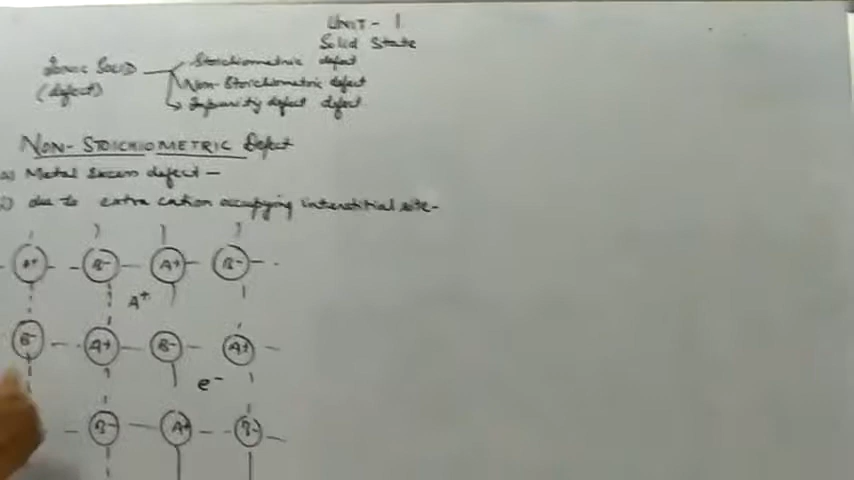 UNIT - 1
Solid State
Ionic Solid
(defect)
Stoichiometric defect
Non-Stoichiometric defect
Impurity defect defect
NON-STOICHIOMETRIC Defect
a) Metal Excess defect -
i) due to extra cation occupying interstitial site-
A+ B- A+ B-
A+
B- A+ B- A+
e-
B- A+ B-